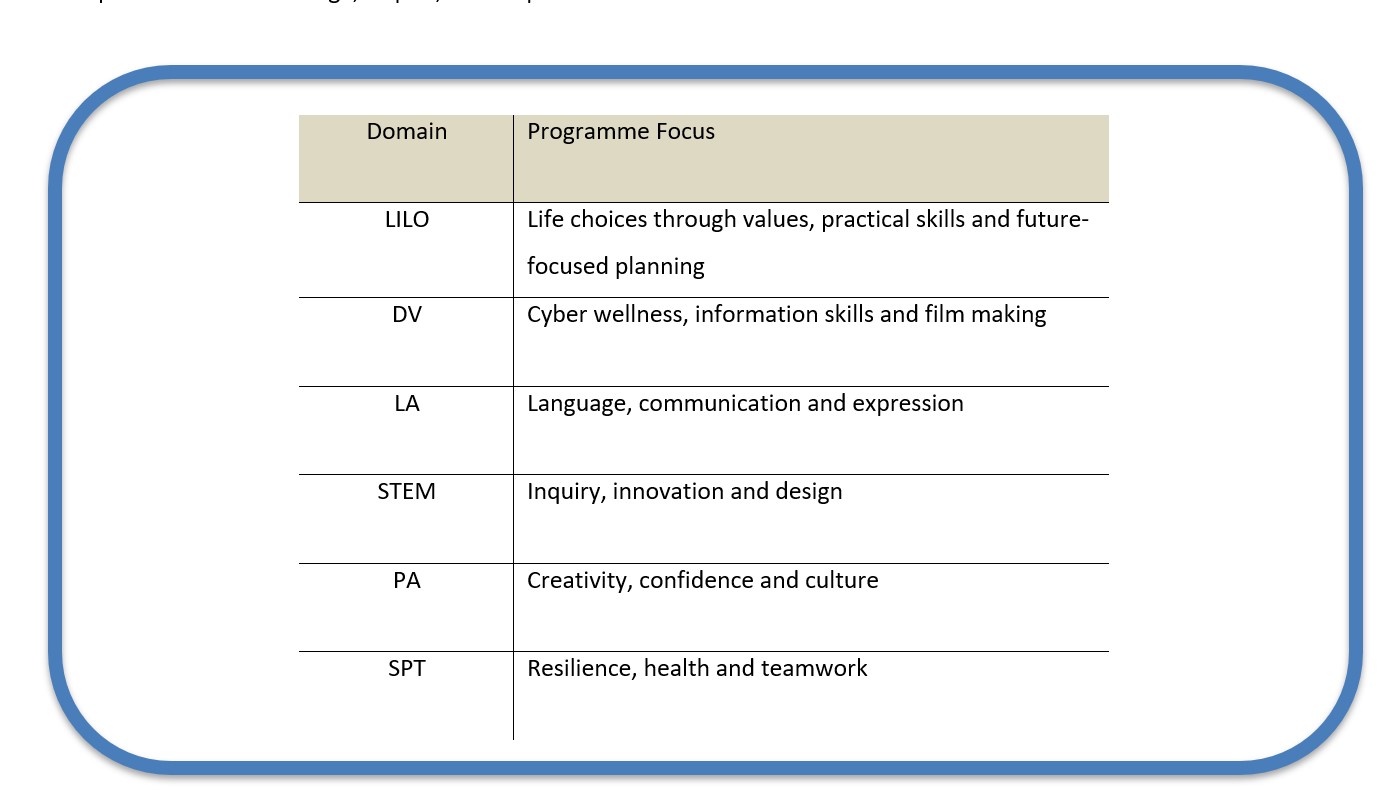 Domain
Programme Focus
LILO
Life choices through values, practical skills and future-
focused planning
DV
Cyber wellness, information skills and film making
LA
Language, communication and expression
STEM
Inquiry, innovation and design
PA
Creativity, confidence and culture
SPT
Resilience, health and teamwork